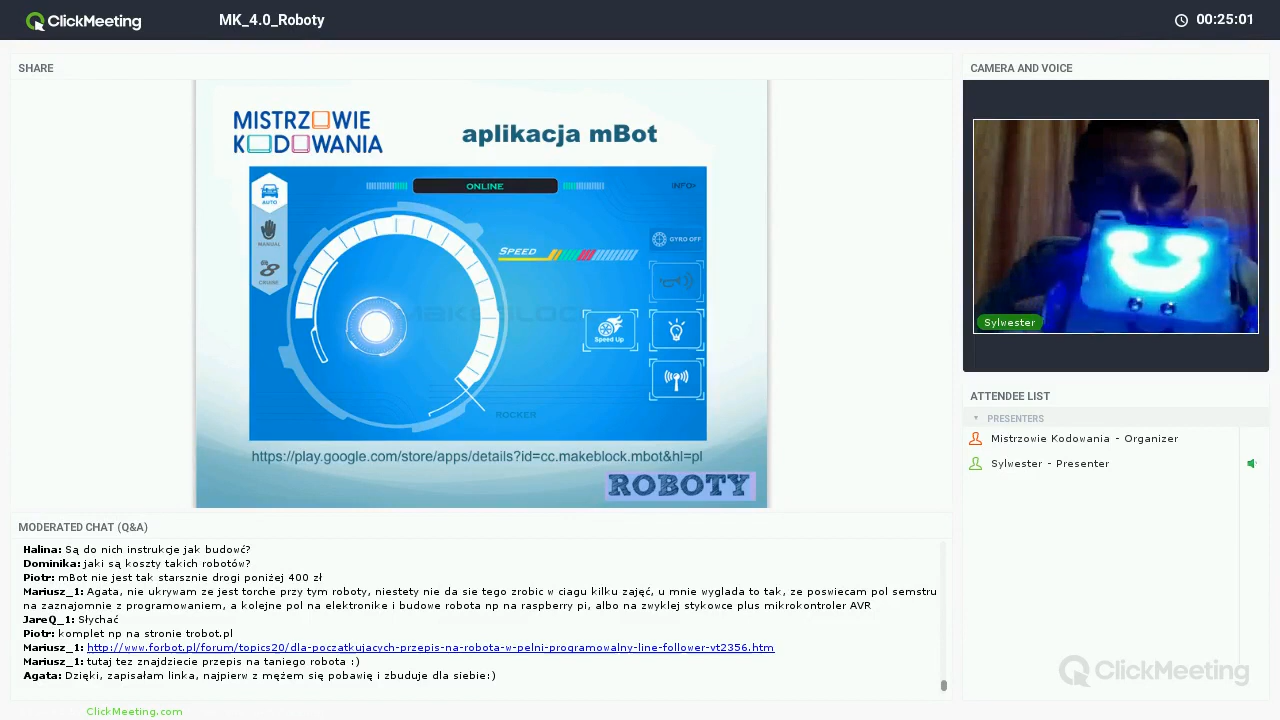 ClickMeeting
MK_4.0_Roboty
00:25:01
SHARE
MISTRZOWIE
KODOWANIA
aplikacja mBot
AUTO
MANUAL
CRUISE
ONLINE
INFO>
SPEED
GYRO OFF
MAKEBLOCK
Speed Up
ROCKER
https://play.google.com/store/apps/details?id=cc.makeblock.mbot&hl=pl
ROBOTY
CAMERA AND VOICE
Sylwester
ATTENDEE LIST
PRESENTERS
Mistrzowie Kodowania - Organizer
Sylwester - Presenter
MODERATED CHAT (Q&A)
Halina: Są do nich instrukcje jak budowć?
Dominika: jaki są koszty takich robotów?
Piotr: mBot nie jest tak starsznie drogi poniżej 400 zł
Mariusz_1: Agata, nie ukrywam ze jest torche przy tym roboty, niestety nie da sie tego zrobic w ciagu kilku zajęć, u mnie wyglada to tak, ze poswiecam pol semstru
na zaznajomnie z programowaniem, a kolejne pol na elektronike i budowe robota np na raspberry pi, albo na zwyklej stykowce plus mikrokontroler AVR
JareQ_1: Słychać
Piotr: komplet np na stronie trobot.pl
Mariusz_1: http://www.forbot.pl/forum/topics20/dla-poczatkujacych-przepis-na-robota-w-pelni-programowalny-line-follower-vt2356.htm
Mariusz_1: tutaj tez znajdziecie przepis na taniego robota :)
Agata: Dzięki, zapisałam linka, najpierw z mężem się pobawię i zbuduje dla siebie:)
ClickMeeting
ClickMeeting.com